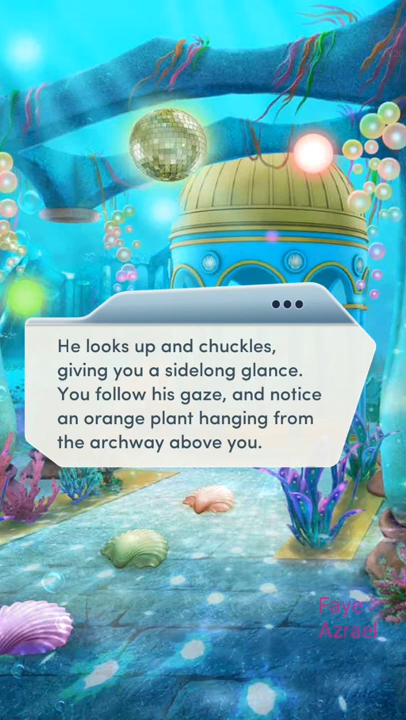 He looks up and chuckles,
giving you a sidelong glance.
You follow his gaze, and notice
an orange plant hanging from
the archway above you.
Faye
Azrael